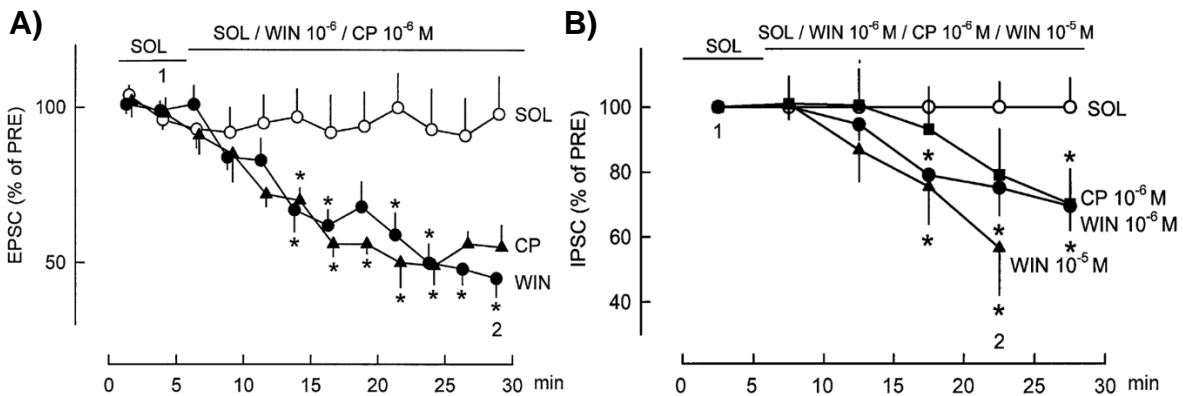 A)
SOL / WIN 10⁻⁶ / CP 10⁻⁶ M
SOL
1
EPSC (% of PRE)
100
50
SOL
CP
WIN
* * * *
* * * * * * *
2
0 5 10 15 20 25 30 min
B)
SOL / WIN 10⁻⁶ M / CP 10⁻⁶ M / WIN 10⁻⁵ M
SOL
1
IPSC (% of PRE)
100
80
60
40
SOL
* *
CP 10⁻⁶ M
WIN 10⁻⁶ M
* * *
WIN 10⁻⁵ M
*
2
0 5 10 15 20 25 30 min